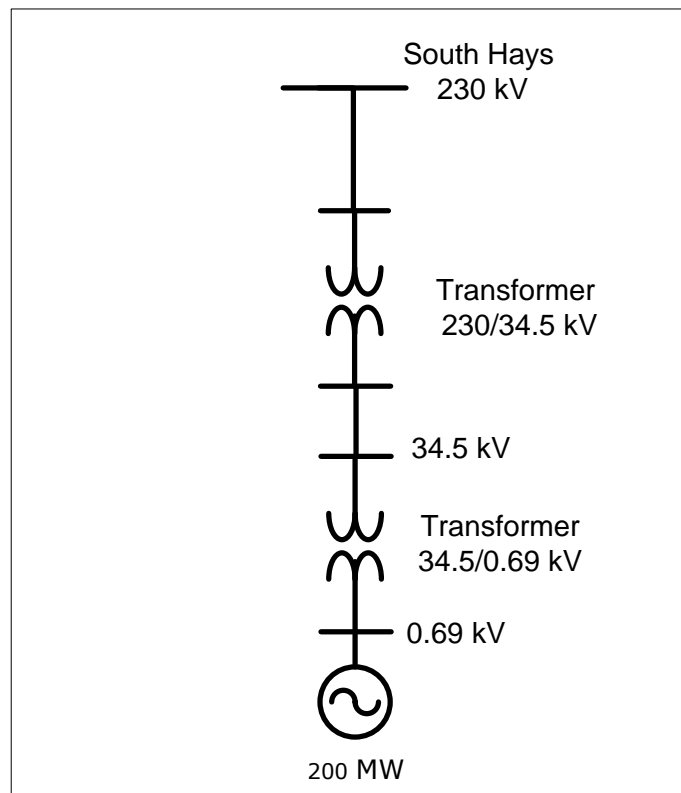 South Hays
230 kV
Transformer
230/34.5 kV
34.5 kV
Transformer
34.5/0.69 kV
0.69 kV
200 MW